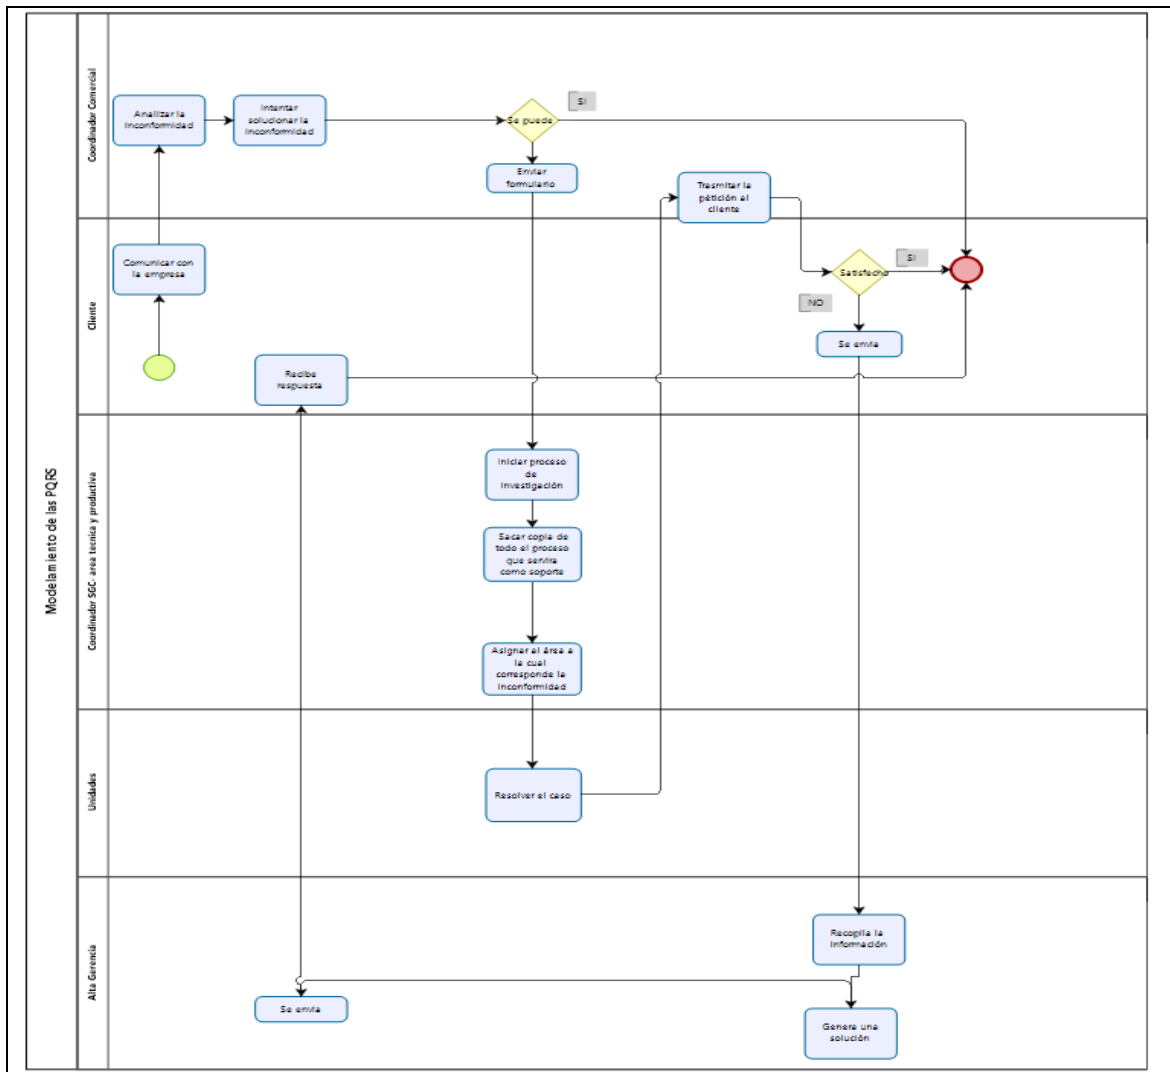 Modelamiento de las PQRS
Coordinador Comercial
Analizar la
inconformidad
Intentar
solucionar la
inconformidad
Se puede
SI
Enviar
formulario
Trasmitar la
petición al
cliente
Cliente
Comunicar con
la empresa
Satisfecho
SI
NO
Se envia
Recibe
respuesta
Coordinador SGC- area tecnica y productiva
Iniciar proceso
de
investigación
Sacar copia de
todo el proceso
que servira
como soporte
Asignar el área a
la cual
corresponde la
inconformidad
Unidades
Resolver el caso
Alta Gerencia
Recopila la
información
Se envia
Genera una
solución